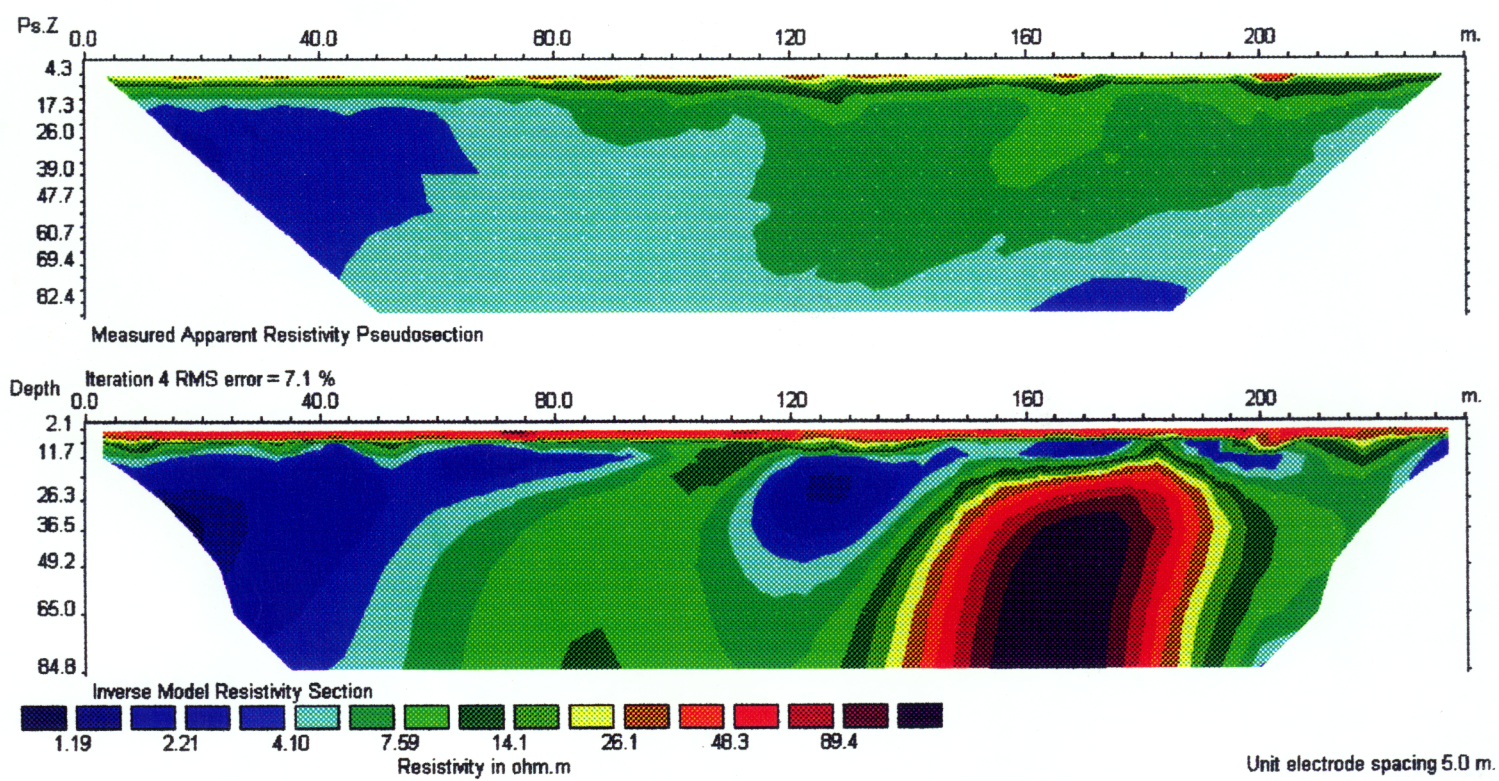 Ps.Z
0.0 40.0 80.0 120 160 200 m.
4.3
17.3
26.0
39.0
47.7
60.7
69.4
82.4
Measured Apparent Resistivity Pseudosection
Iteration 4 RMS error = 7.1 %
Depth
0.0 40.0 80.0 120 160 200 m.
2.1
11.7
26.3
36.5
49.2
65.0
84.8
Inverse Model Resistivity Section
1.19 2.21 4.10 7.59 14.1 26.1 48.3 89.4
Resistivity in ohm.m
Unit electrode spacing 5.0 m.